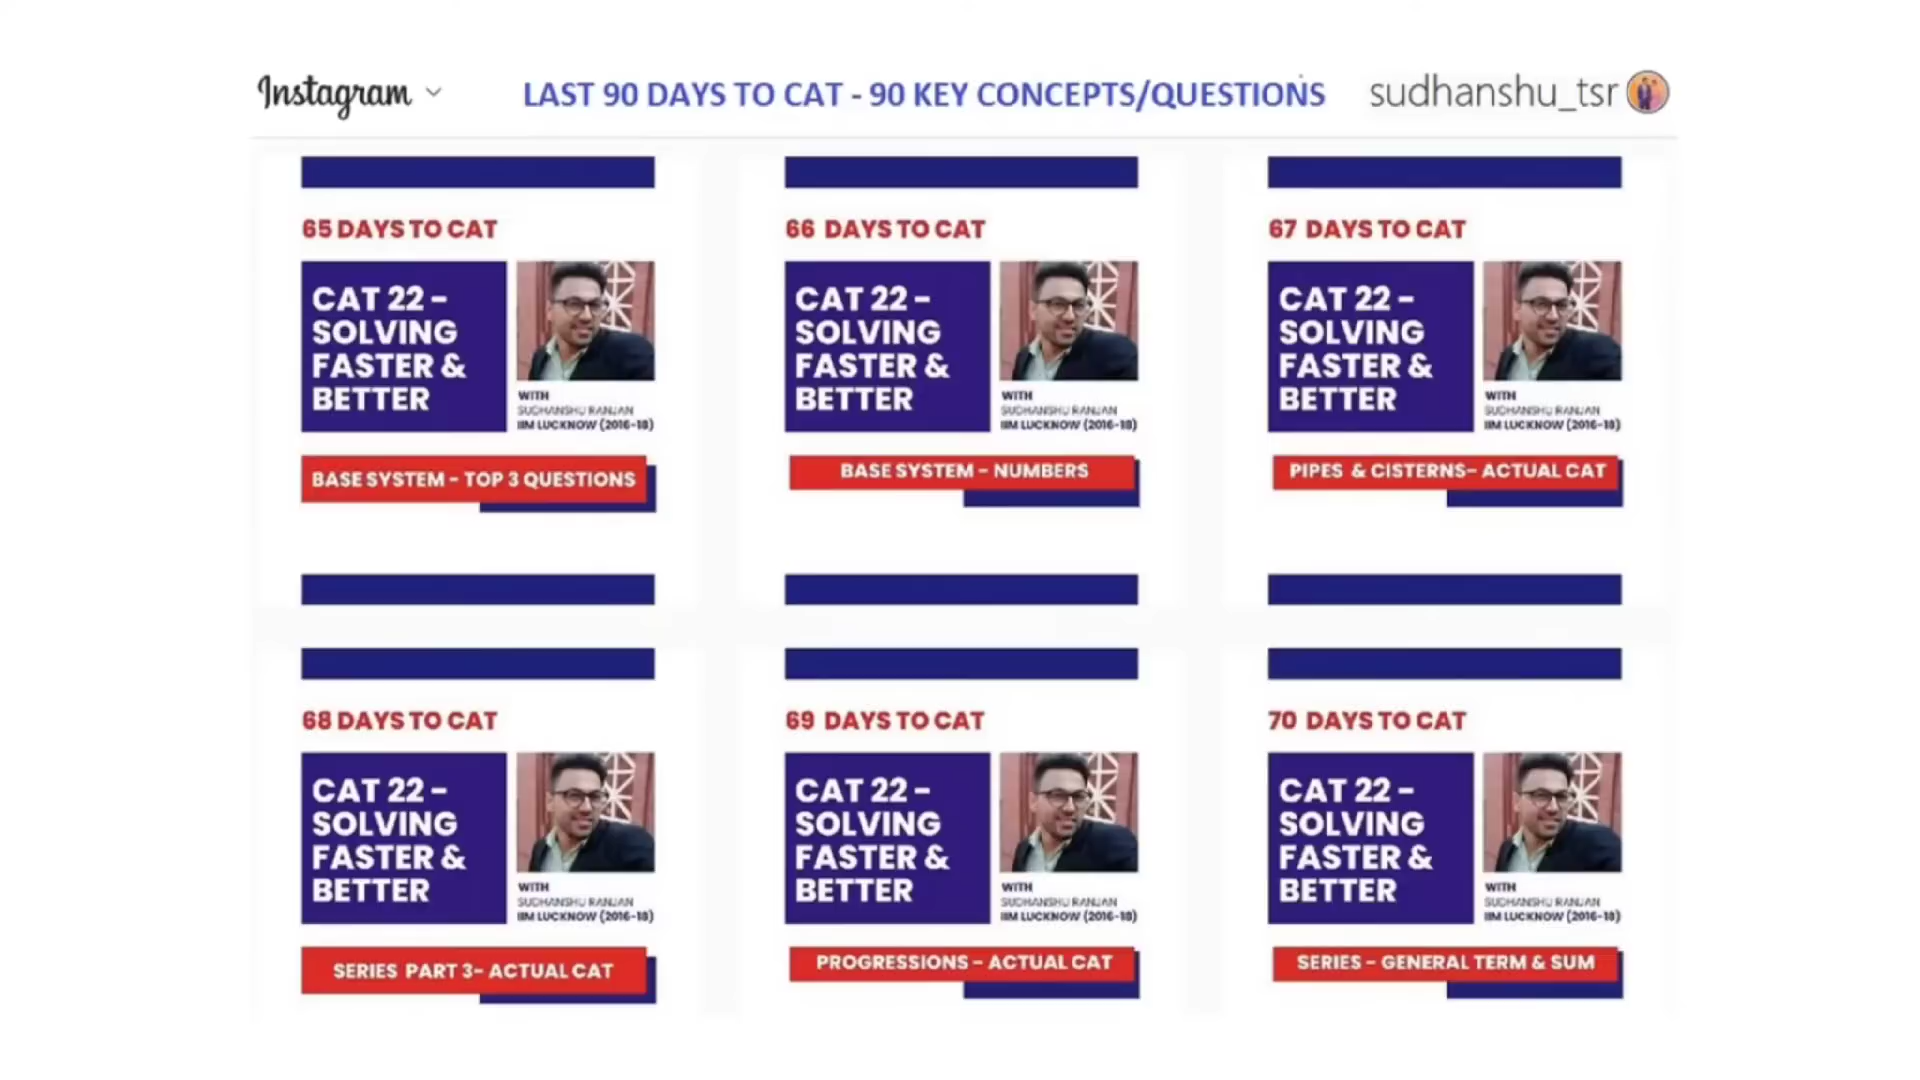 Instagram
LAST 90 DAYS TO CAT - 90 KEY CONCEPTS/QUESTIONS
sudhanshu_tsr
65 DAYS TO CAT
CAT 22 -
SOLVING
FASTER &
BETTER
WITH
SUDHANSHU RANJAN
IIM LUCKNOW (2016-18)
BASE SYSTEM - TOP 3 QUESTIONS
66 DAYS TO CAT
CAT 22 -
SOLVING
FASTER &
BETTER
WITH
SUDHANSHU RANJAN
IIM LUCKNOW (2016-18)
BASE SYSTEM - NUMBERS
67 DAYS TO CAT
CAT 22 -
SOLVING
FASTER &
BETTER
WITH
SUDHANSHU RANJAN
IIM LUCKNOW (2016-18)
PIPES & CISTERNS- ACTUAL CAT
68 DAYS TO CAT
CAT 22 -
SOLVING
FASTER &
BETTER
WITH
SUDHANSHU RANJAN
IIM LUCKNOW (2016-18)
SERIES PART 3- ACTUAL CAT
69 DAYS TO CAT
CAT 22 -
SOLVING
FASTER &
BETTER
WITH
SUDHANSHU RANJAN
IIM LUCKNOW (2016-18)
PROGRESSIONS - ACTUAL CAT
70 DAYS TO CAT
CAT 22 -
SOLVING
FASTER &
BETTER
WITH
SUDHANSHU RANJAN
IIM LUCKNOW (2016-18)
SERIES - GENERAL TERM & SUM